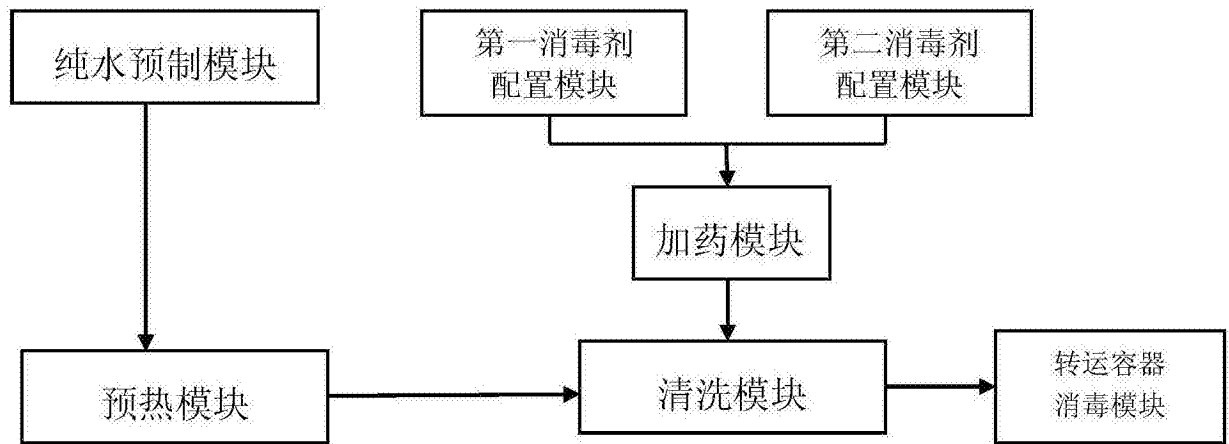 纯水预制模块
第一消毒剂
配置模块
第二消毒剂
配置模块
加药模块
预热模块
清洗模块
转运容器
消毒模块